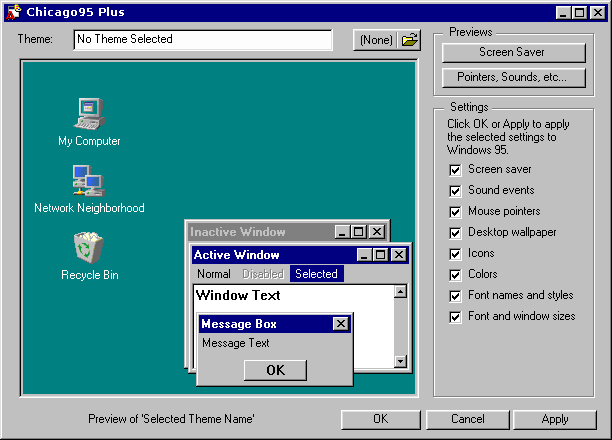 Chicago95 Plus
Theme:
No Theme Selected
(None)
Previews
Screen Saver
Pointers, Sounds, etc...
My Computer
Network Neighborhood
Recycle Bin
Inactive Window
Active Window
Normal Disabled Selected
Window Text
Message Box
Message Text
OK
Settings
Click OK or Apply to apply
the selected settings to
Windows 95.
Screen saver
Sound events
Mouse pointers
Desktop wallpaper
Icons
Colors
Font names and styles
Font and window sizes
Preview of 'Selected Theme Name'
OK
Cancel
Apply